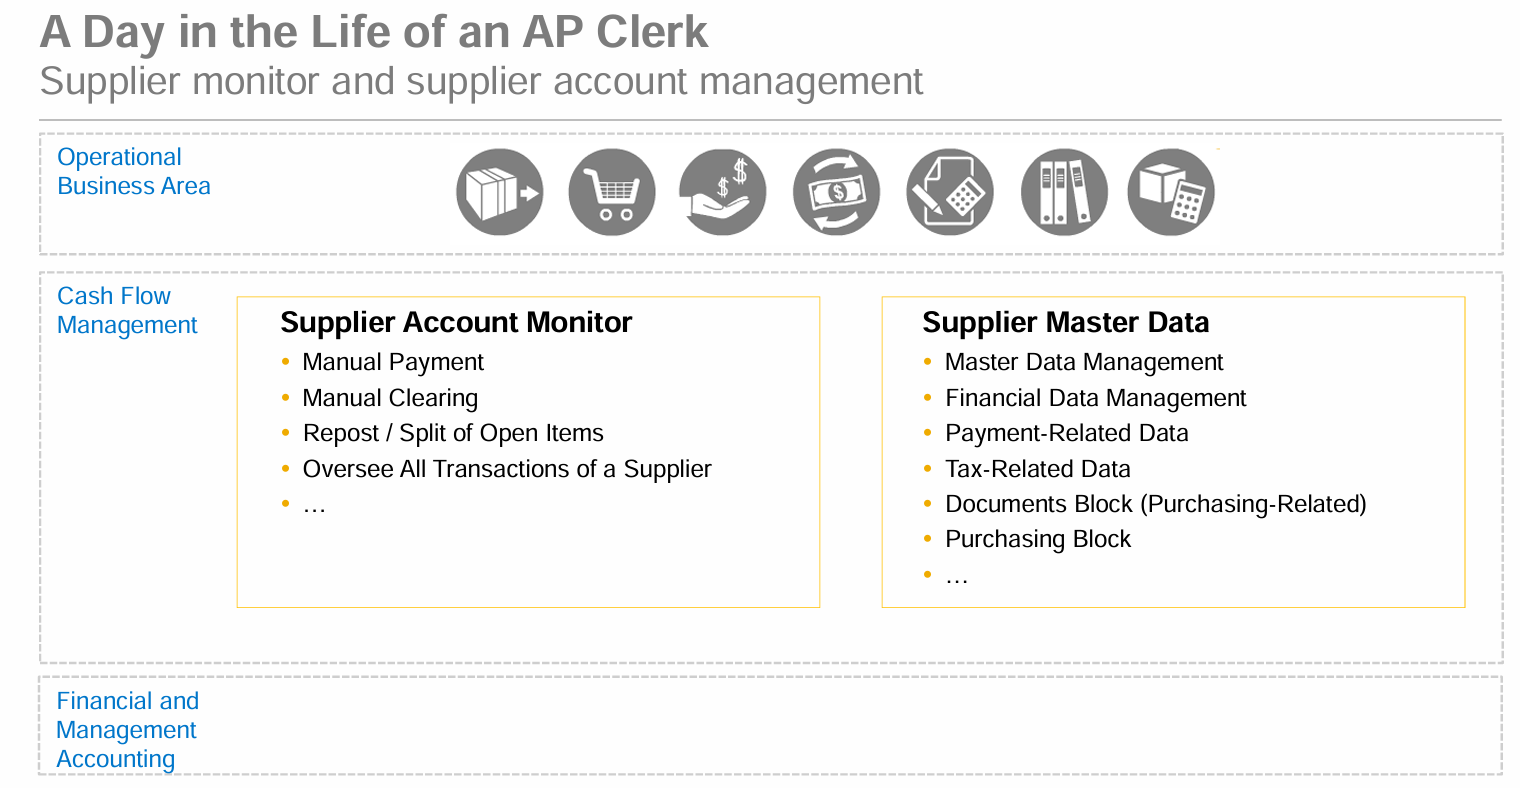 A Day in the Life of an AP Clerk
Supplier monitor and supplier account management
Operational
Business Area
$
$
$
Cash Flow
Management
Supplier Account Monitor
• Manual Payment
• Manual Clearing
• Repost / Split of Open Items
• Oversee All Transactions of a Supplier
• …
Supplier Master Data
• Master Data Management
• Financial Data Management
• Payment-Related Data
• Tax-Related Data
• Documents Block (Purchasing-Related)
• Purchasing Block
• …
Financial and
Management
Accounting